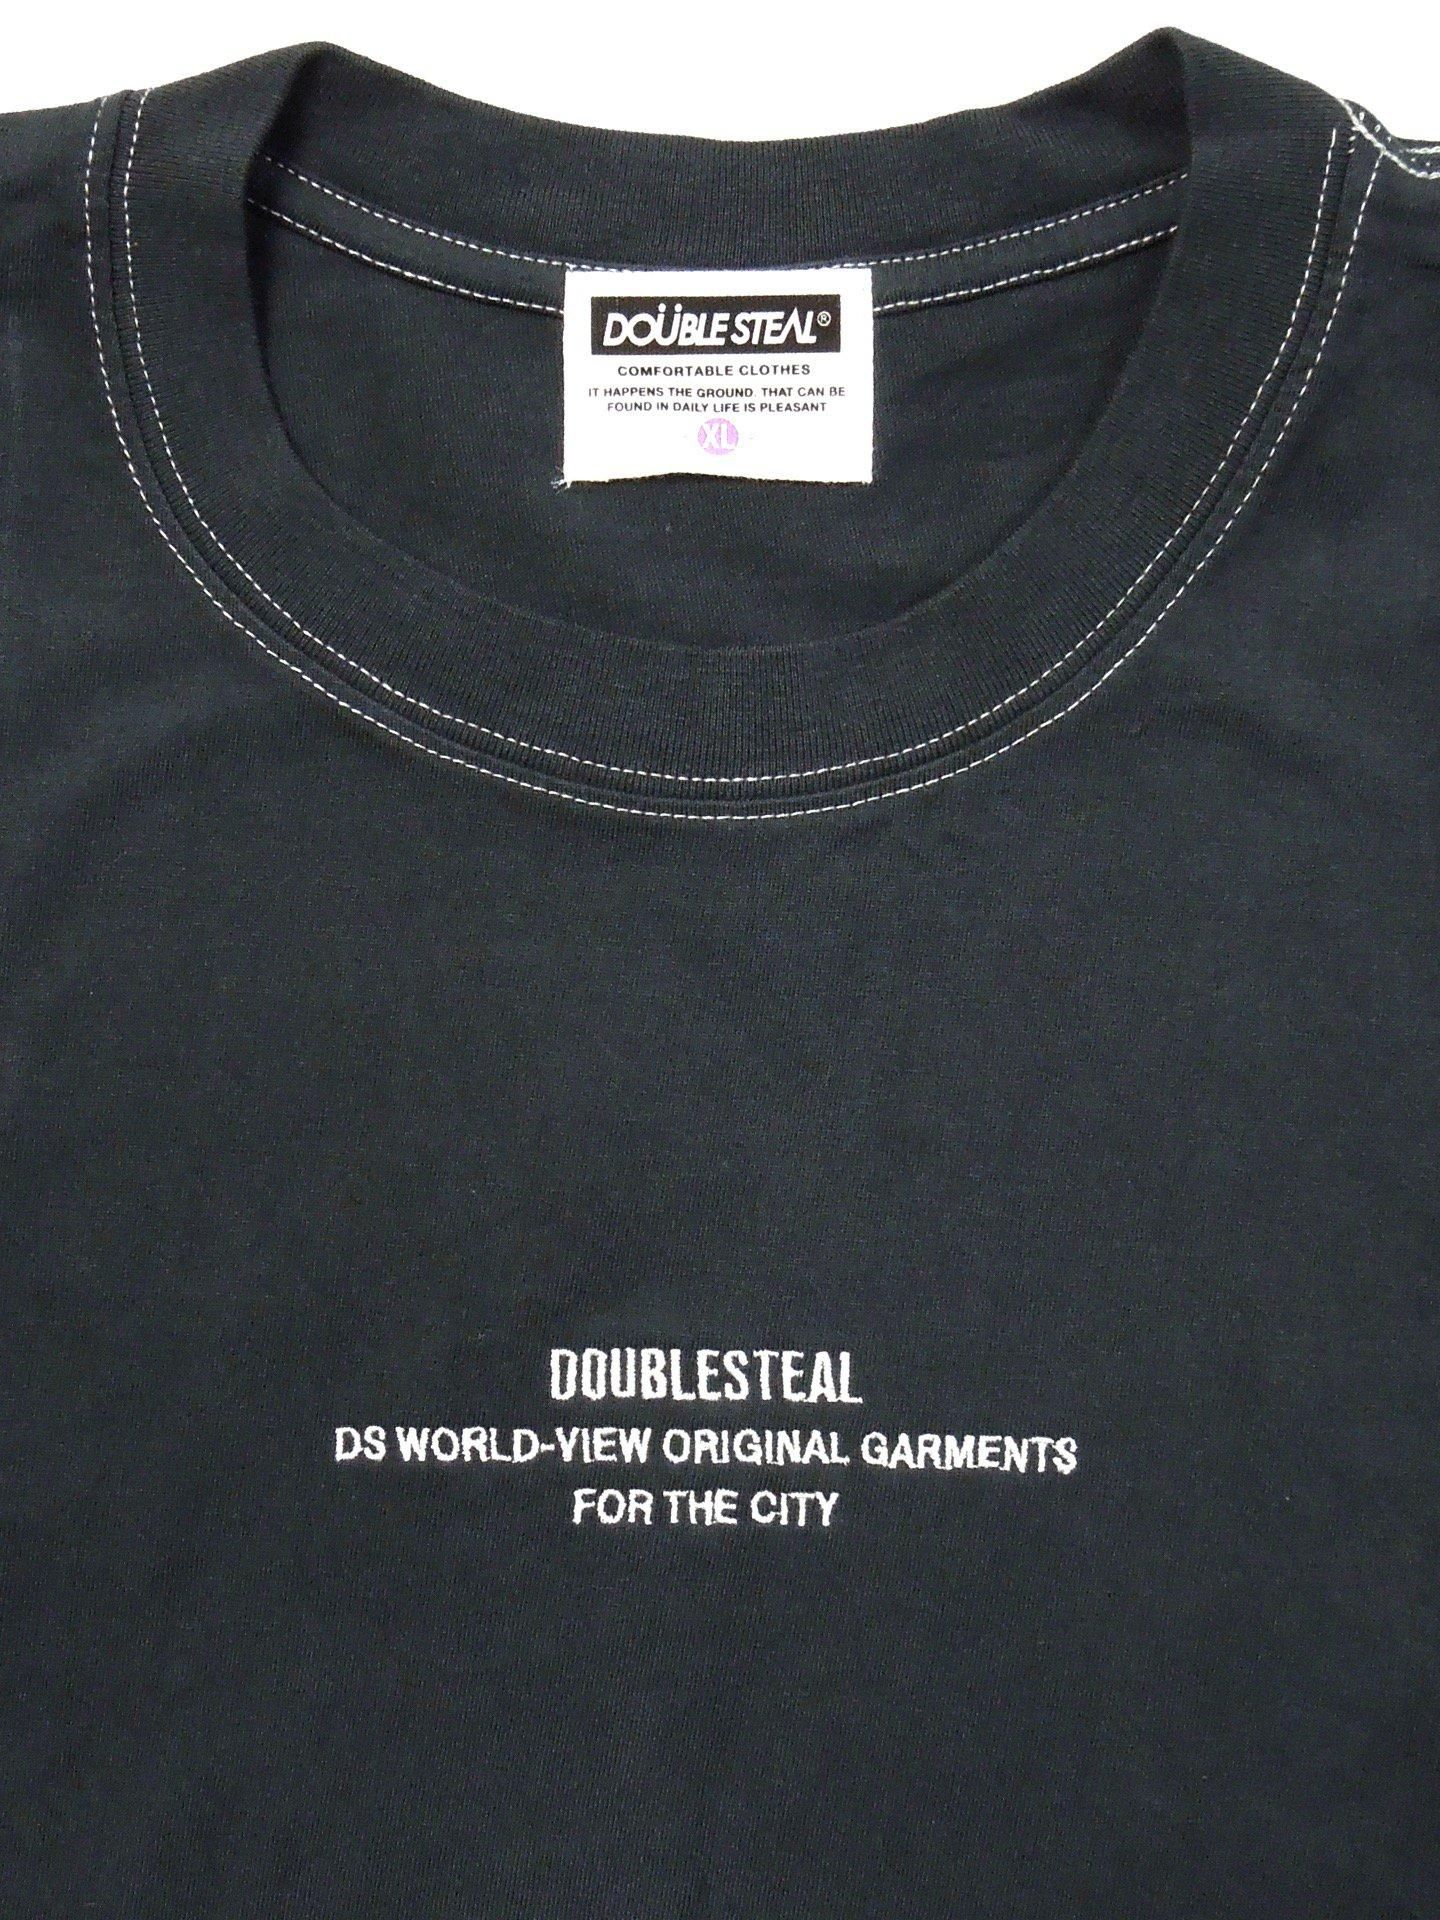 DOÜBLE STEAL®
COMFORTABLE CLOTHES
IT HAPPENS THE GROUND. THAT CAN BE
FOUND IN DAILY LIFE IS PLEASANT
XL
DOUBLESTEAL
DS WORLD-VIEW ORIGINAL GARMENTS
FOR THE CITY